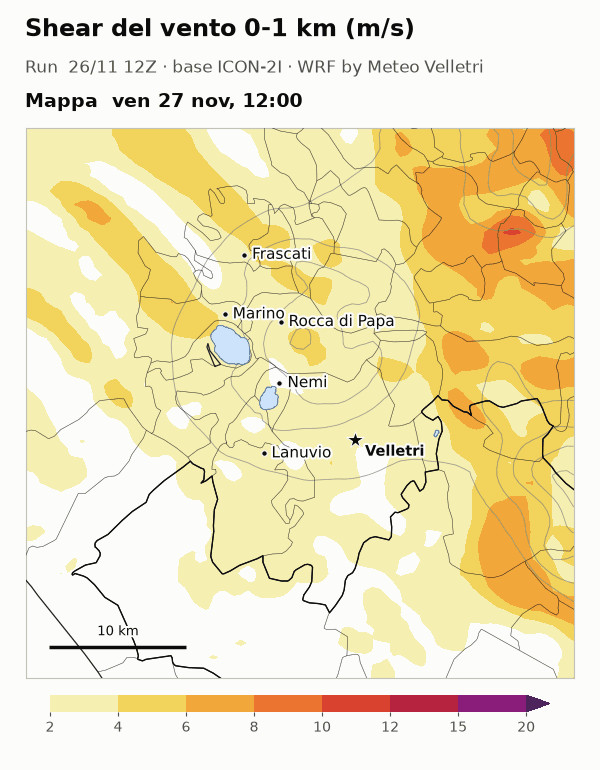 Shear del vento 0-1 km (m/s)
Run  26/11 12Z · base ICON-2I · WRF by Meteo Velletri
Mappa  ven 27 nov, 12:00
Frascati
Marino
Rocca di Papa
Nemi
Velletri
Lanuvio
10 km
2 4 6 8 10 12 15 20